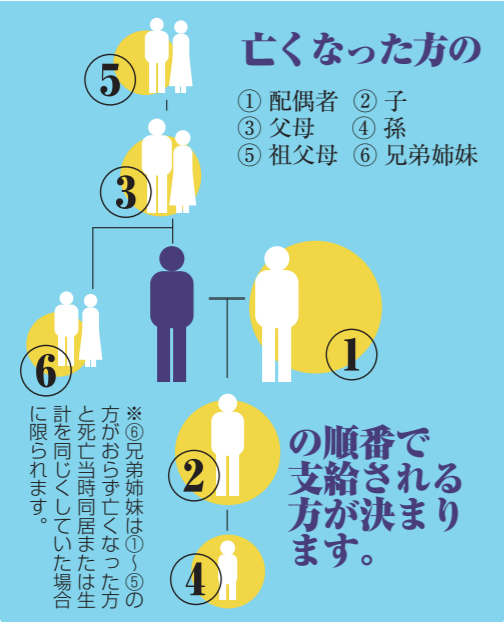 亡くなった方の
① 配偶者 ② 子
③ 父母 ④ 孫
⑤ 祖父母 ⑥ 兄弟姉妹
⑤
③
①
⑥
②
④
の順番で
支給される
方が決まり
ます。
※⑥兄弟姉妹は①～⑤の
方がおらず亡くなった方
と死亡当時同居または生
計を同じくしていた場合
に限られます。